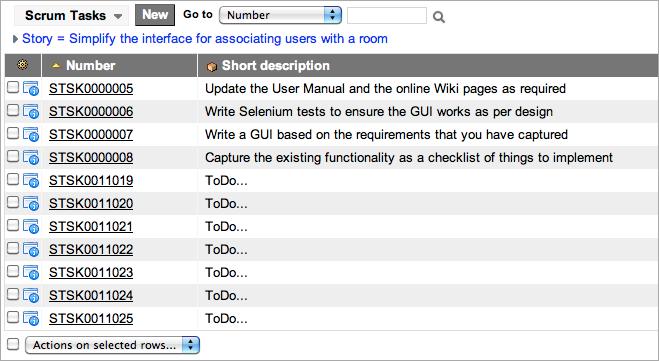 Scrum Tasks New Go to Number
Story = Simplify the interface for associating users with a room
Number Short description
STSK0000005 Update the User Manual and the online Wiki pages as required
STSK0000006 Write Selenium tests to ensure the GUI works as per design
STSK0000007 Write a GUI based on the requirements that you have captured
STSK0000008 Capture the existing functionality as a checklist of things to implement
STSK0011019 ToDo...
STSK0011020 ToDo...
STSK0011021 ToDo...
STSK0011022 ToDo...
STSK0011023 ToDo...
STSK0011024 ToDo...
STSK0011025 ToDo...
Actions on selected rows...